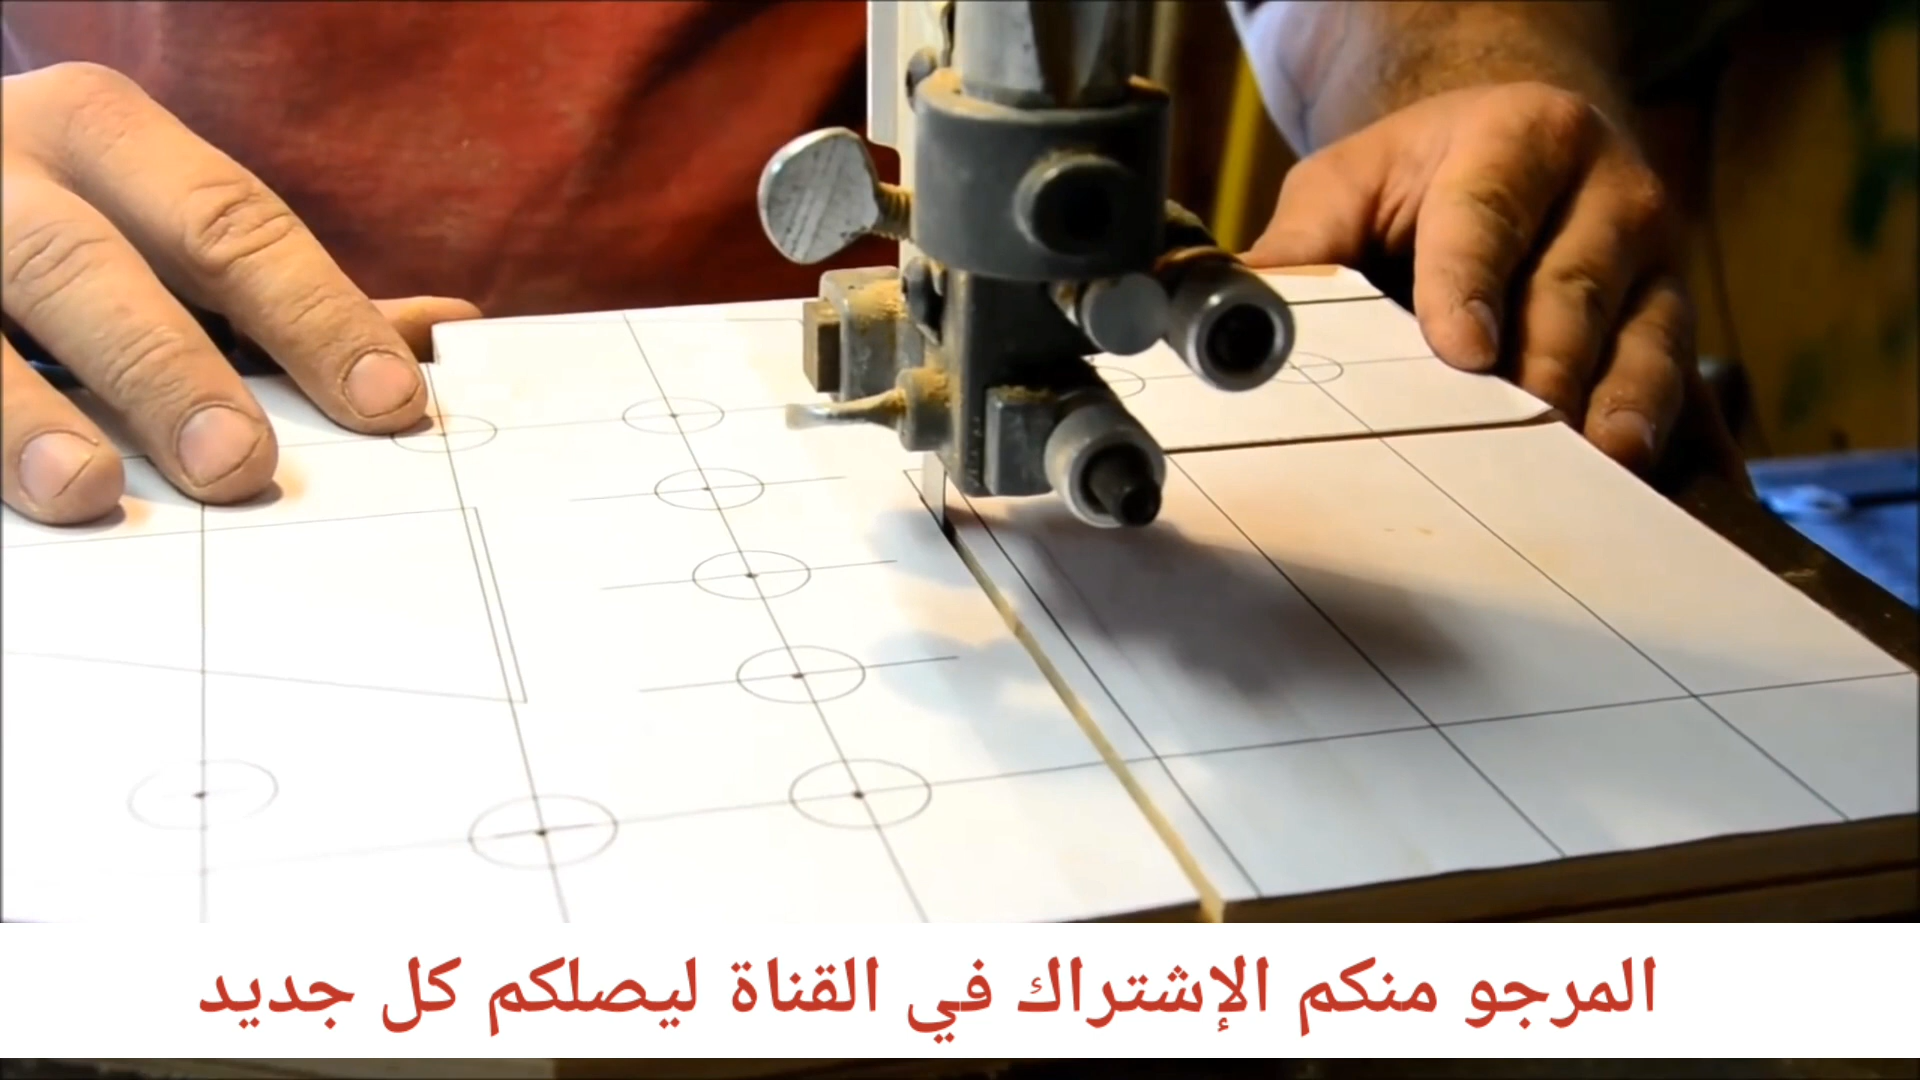 المرجو منكم الإشتراك في القناة ليصلكم كل جديد